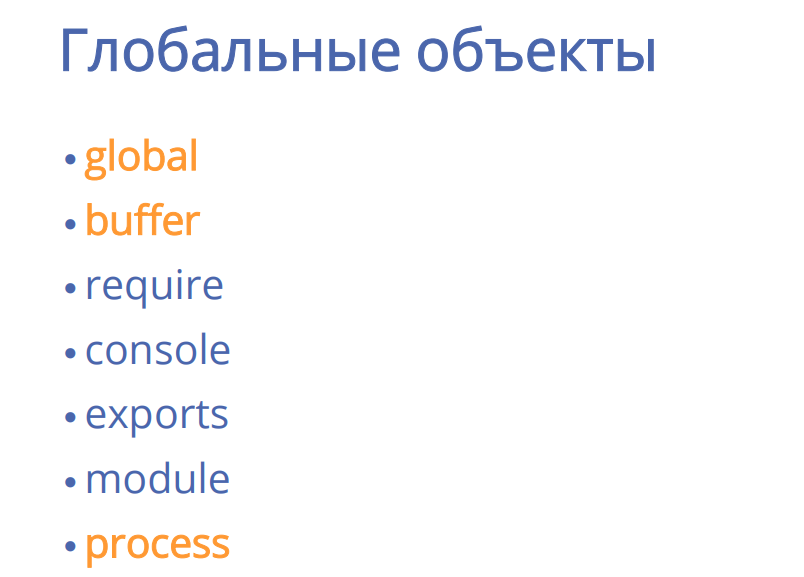 Глобальные объекты
• global
• buffer
• require
• console
• exports
• module
• process